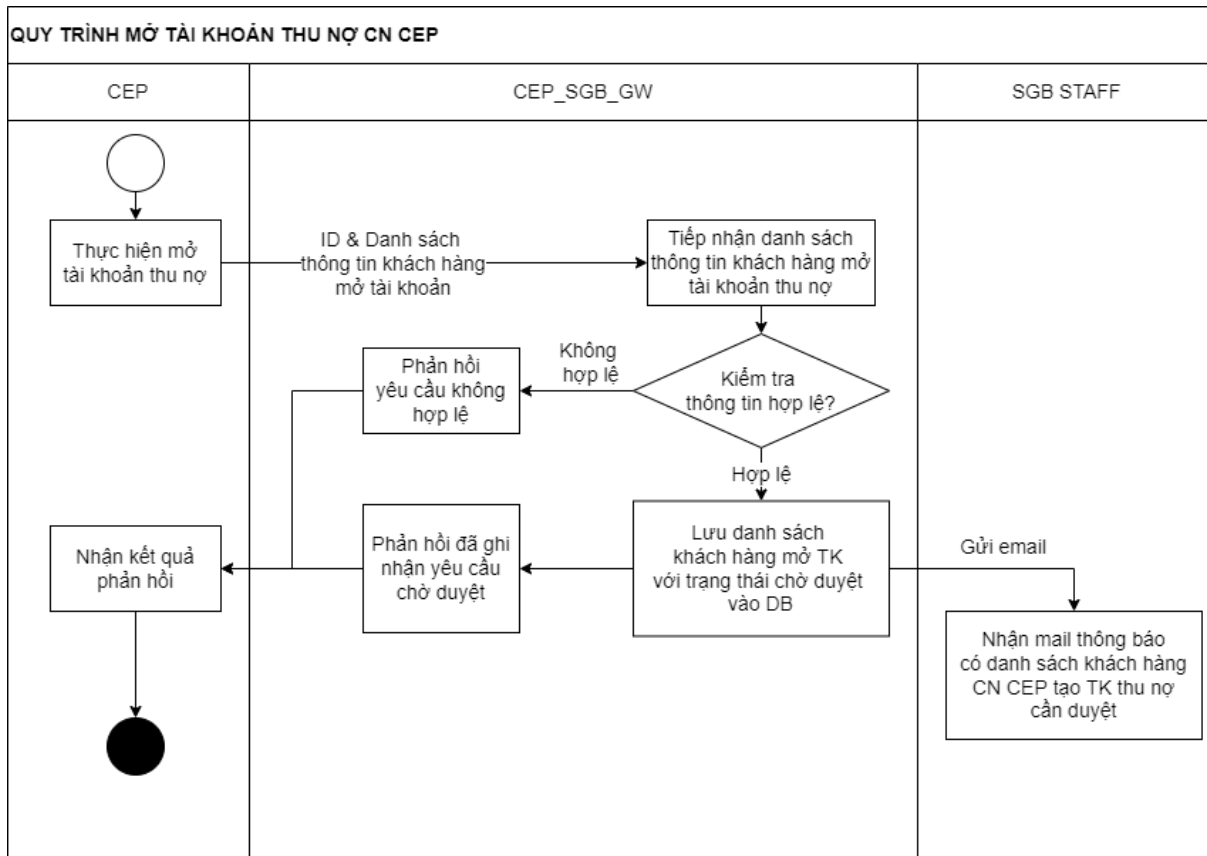 QUY TRÌNH MỞ TÀI KHOẢN THU NỢ CN CEP
CEP
CEP_SGB_GW
SGB STAFF
Thực hiện mở
tài khoản thu nợ
ID & Danh sách
thông tin khách hàng
mở tài khoản
Tiếp nhận danh sách
thông tin khách hàng mở
tài khoản thu nợ
Kiểm tra
thông tin hợp lệ?
Không
hợp lệ
Phản hồi
yêu cầu không
hợp lệ
Hợp lệ
Lưu danh sách
khách hàng mở TK
với trạng thái chờ duyệt
vào DB
Phản hồi đã ghi
nhận yêu cầu
chờ duyệt
Nhận kết quả
phản hồi
Gửi email
Nhận mail thông báo
có danh sách khách hàng
CN CEP tạo TK thu nợ
cần duyệt